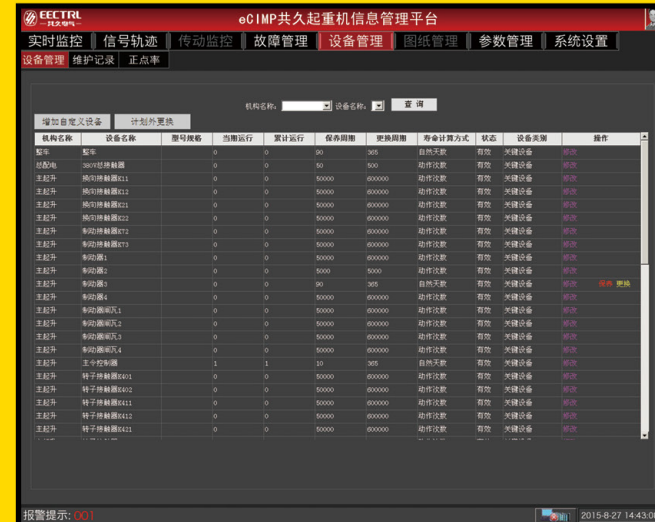 EECTRL
共久电气
eCIMP共久起重机信息管理平台
实时监控 信号轨迹 传动监控 故障管理 设备管理 图纸管理 参数管理 系统设置
设备管理 维护记录 正点率
机构名称: 设备名称: 查 询
增加自定义设备 计划外更换
机构名称 设备名称 型号规格 当期运行 累计运行 保养周期 更换周期 寿命计算方式 状态 设备类别 操作
整车 整车 0 0 90 365 自然天数 有效 关键设备 修改
总配电 380V总接触器 0 0 50 500 动作次数 有效 关键设备 修改
主起升 换向接触器K11 0 0 50000 600000 动作次数 有效 关键设备 修改
主起升 换向接触器K12 0 0 50000 600000 动作次数 有效 关键设备 修改
主起升 换向接触器K21 0 0 50000 600000 动作次数 有效 关键设备 修改
主起升 换向接触器K22 0 0 50000 600000 动作次数 有效 关键设备 修改
主起升 制动接触器K72 0 0 50000 600000 动作次数 有效 关键设备 修改
主起升 制动接触器K73 0 0 50000 600000 动作次数 有效 关键设备 修改
主起升 制动器1 0 0 50000 600000 动作次数 有效 关键设备 修改
主起升 制动器2 0 0 5000 5000 动作次数 有效 关键设备 修改
主起升 制动器3 0 0 90 365 自然天数 有效 关键设备 修改 保养 更换
主起升 制动器4 0 0 50000 600000 动作次数 有效 关键设备 修改
主起升 制动器闸瓦1 0 0 50000 600000 动作次数 有效 关键设备 修改
主起升 制动器闸瓦2 0 0 50000 600000 动作次数 有效 关键设备 修改
主起升 制动器闸瓦3 0 0 50000 600000 动作次数 有效 关键设备 修改
主起升 制动器闸瓦4 0 0 50000 600000 动作次数 有效 关键设备 修改
主起升 主令控制器 1 1 10 365 自然天数 有效 关键设备 修改
主起升 转子接触器K401 0 0 50000 600000 动作次数 有效 关键设备 修改
主起升 转子接触器K402 0 0 50000 600000 动作次数 有效 关键设备 修改
主起升 转子接触器K411 0 0 50000 600000 动作次数 有效 关键设备 修改
主起升 转子接触器K412 0 0 50000 600000 动作次数 有效 关键设备 修改
主起升 转子接触器K421 0 0 50000 600000 动作次数 有效 关键设备 修改
报警提示: 001 2015-8-27 14:43:0